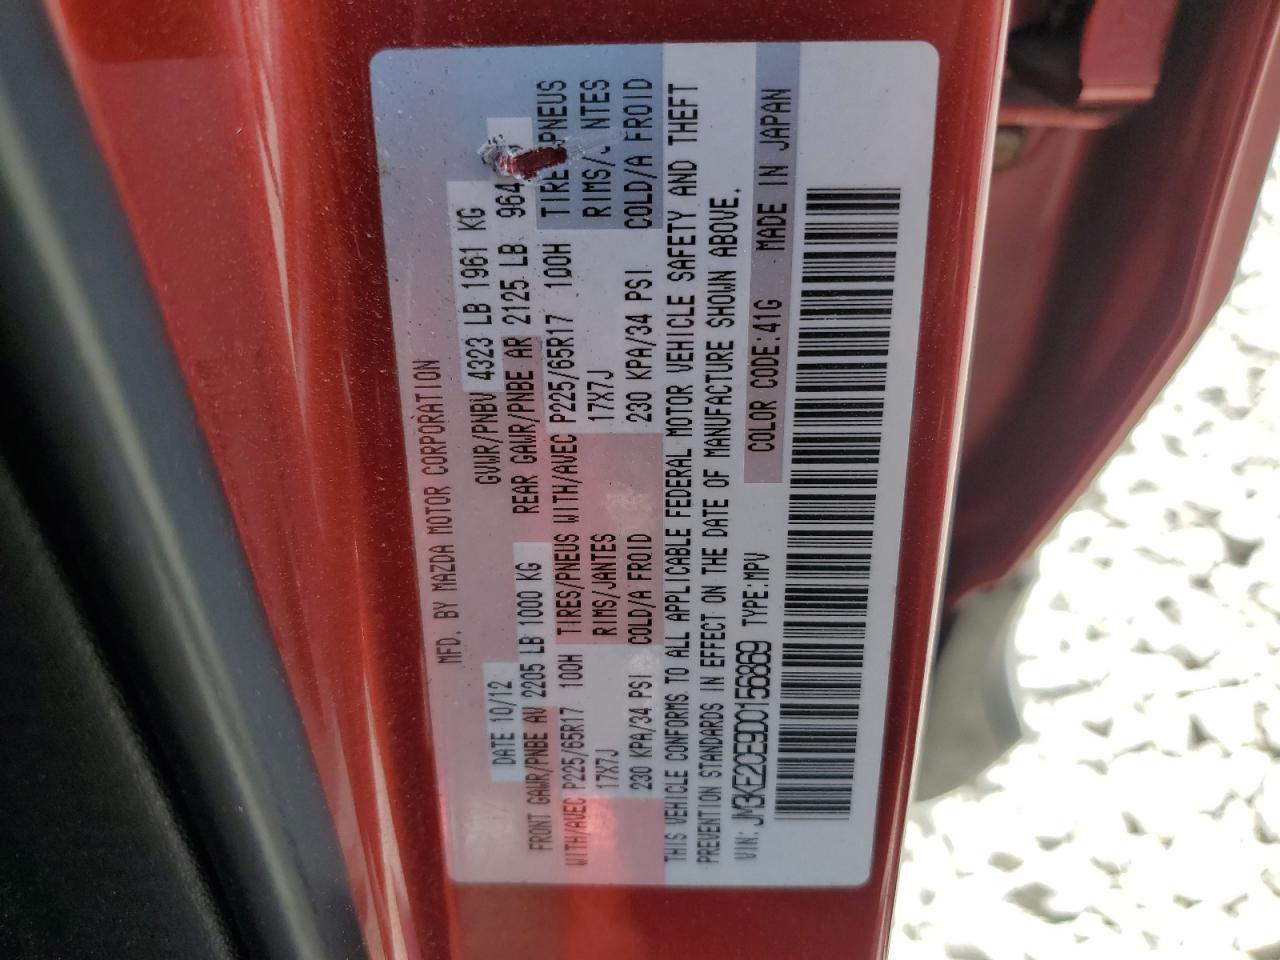 MFD. BY MAZDA MOTOR CORPORATION
DATE 10/12 GVWR/PNBV 4323 LB 1961 KG
FRONT GAWR/PNBE AV 2205 LB 1000 KG REAR GAWR/PNBE AR 2125 LB 964
WITH/AVEC P225/65R17 100H TIRES/PNEUS WITH/AVEC P225/65R17 100H PNEUS
17X7J RIMS/JANTES 17X7J
230 KPA/34 PSI COLD/A FROID 230 KPA/34 PSI COLD/A FROID
THIS VEHICLE CONFORMS TO ALL APPLICABLE FEDERAL MOTOR VEHICLE SAFETY AND THEFT
PREVENTION STANDARDS IN EFFECT ON THE DATE OF MANUFACTURE SHOWN ABOVE.
VIN: JM3KE2CE9D0156869 TYPE:MPV COLOR CODE:41G MADE IN JAPAN